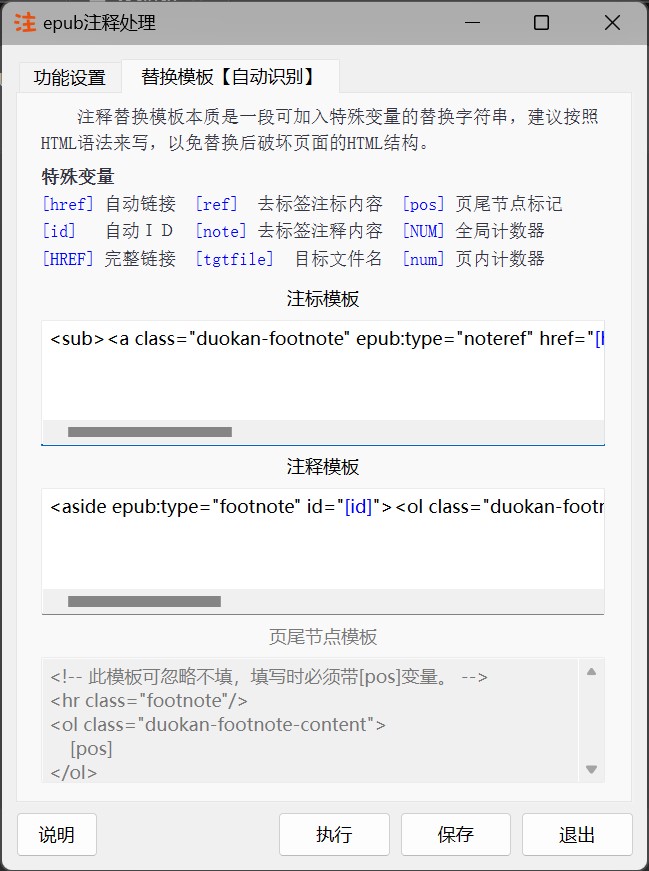 注 epub注释处理
功能设置 替换模板【自动识别】
注释替换模板本质是一段可加入特殊变量的替换字符串，建议按照
HTML语法来写，以免替换后破坏页面的HTML结构。
特殊变量
[href] 自动链接 [ref] 去标签注标内容 [pos] 页尾节点标记
[id] 自动ＩＤ [note] 去标签注释内容 [NUM] 全局计数器
[HREF] 完整链接 [tgtfile] 目标文件名 [num] 页内计数器
注标模板
<sub><a class="duokan-footnote" epub:type="noteref" href="[h
注释模板
<aside epub:type="footnote" id="[id]"><ol class="duokan-footn
页尾节点模板
<!-- 此模板可忽略不填，填写时必须带[pos]变量。 -->
<hr class="footnote"/>
<ol class="duokan-footnote-content">
[pos]
</ol>
说明 执行 保存 退出